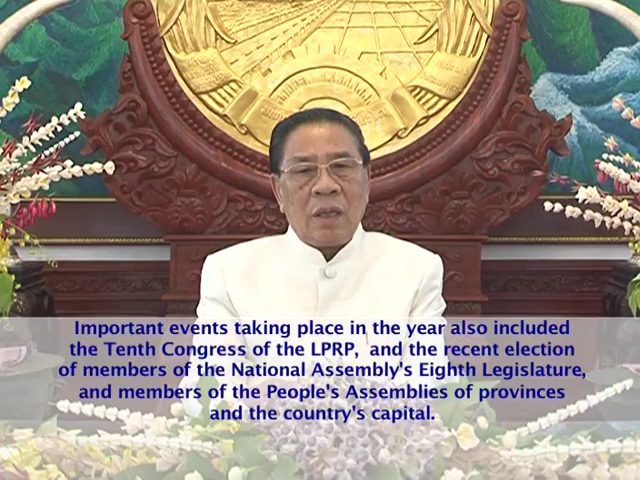 Important events taking place in the year also included
the Tenth Congress of the LPRP, and the recent election
of members of the National Assembly's Eighth Legislature,
and members of the People's Assemblies of provinces
and the country's capital.